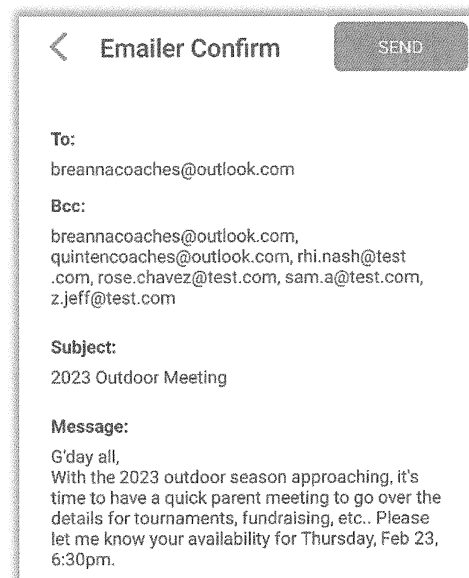 Emailer Confirm
SEND
To:
breannacoaches@outlook.com
Bcc:
breannacoaches@outlook.com,
quintencoaches@outlook.com, rhi.nash@test
.com, rose.chavez@test.com, sam.a@test.com,
z.jeff@test.com
Subject:
2023 Outdoor Meeting
Message:
G'day all,
With the 2023 outdoor season approaching, it's
time to have a quick parent meeting to go over the
details for tournaments, fundraising, etc.. Please
let me know your availability for Thursday, Feb 23,
6:30pm.